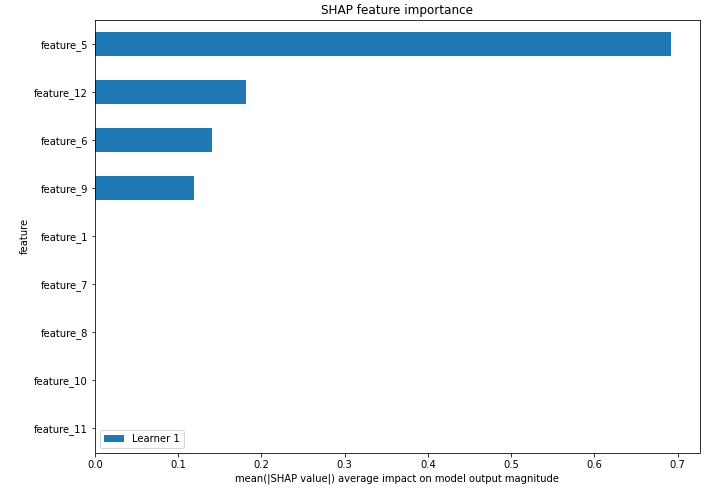 SHAP feature importance
feature_5
feature_12
feature_6
feature_9
feature_1
feature_7
feature_8
feature_10
feature_11
feature
Learner 1
0.0 0.1 0.2 0.3 0.4 0.5 0.6 0.7
mean(|SHAP value|) average impact on model output magnitude